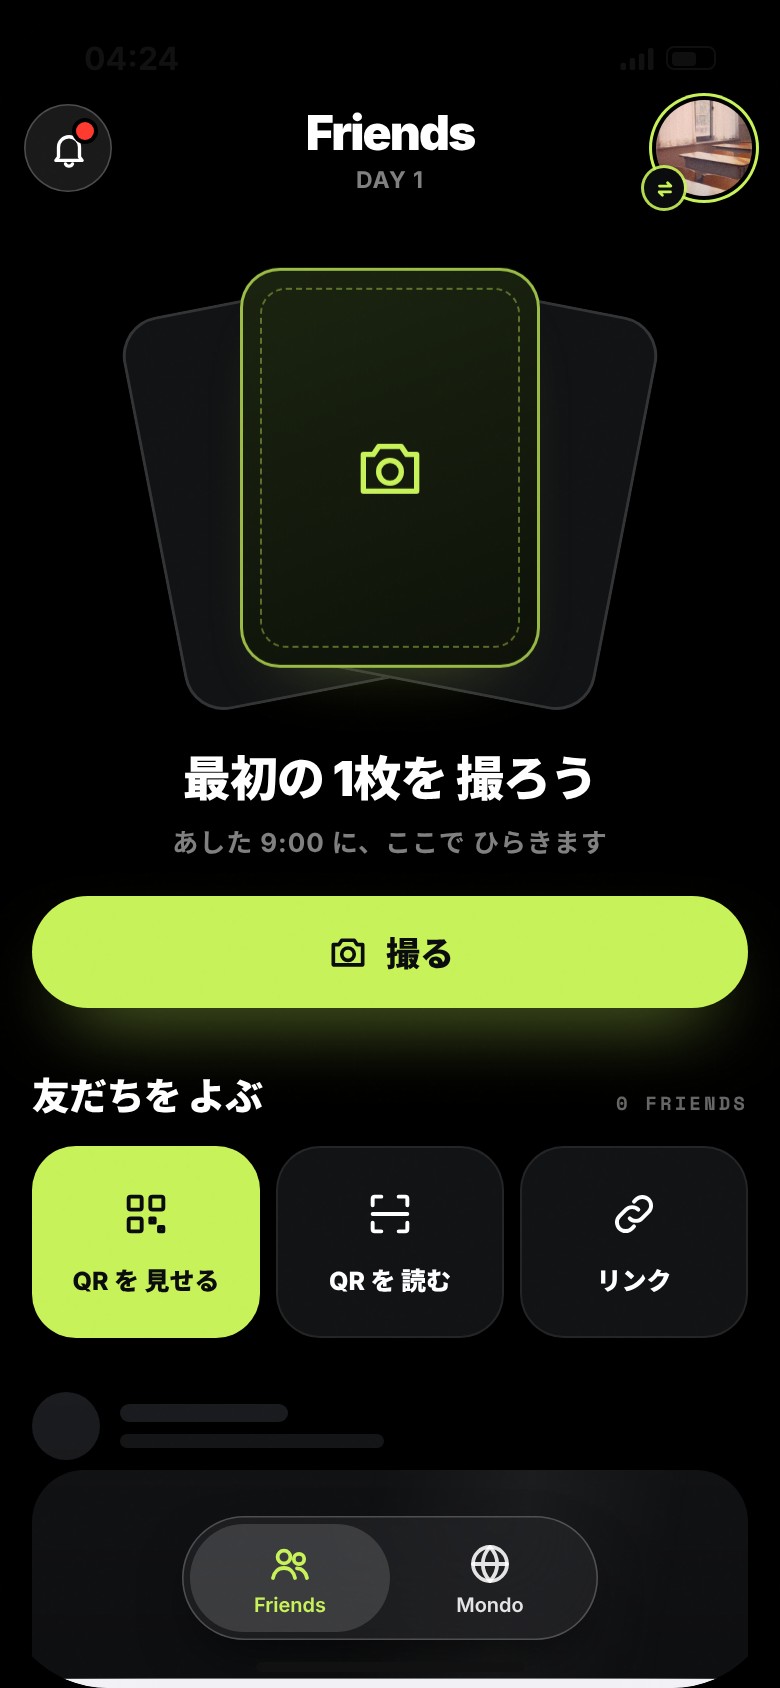 04:24
Friends
DAY 1
最初の 1枚を 撮ろう
あした 9:00 に、ここで ひらきます
撮る
友だちを よぶ
0 FRIENDS
QR を 見せる
QR を 読む
リンク
Friends
Mondo